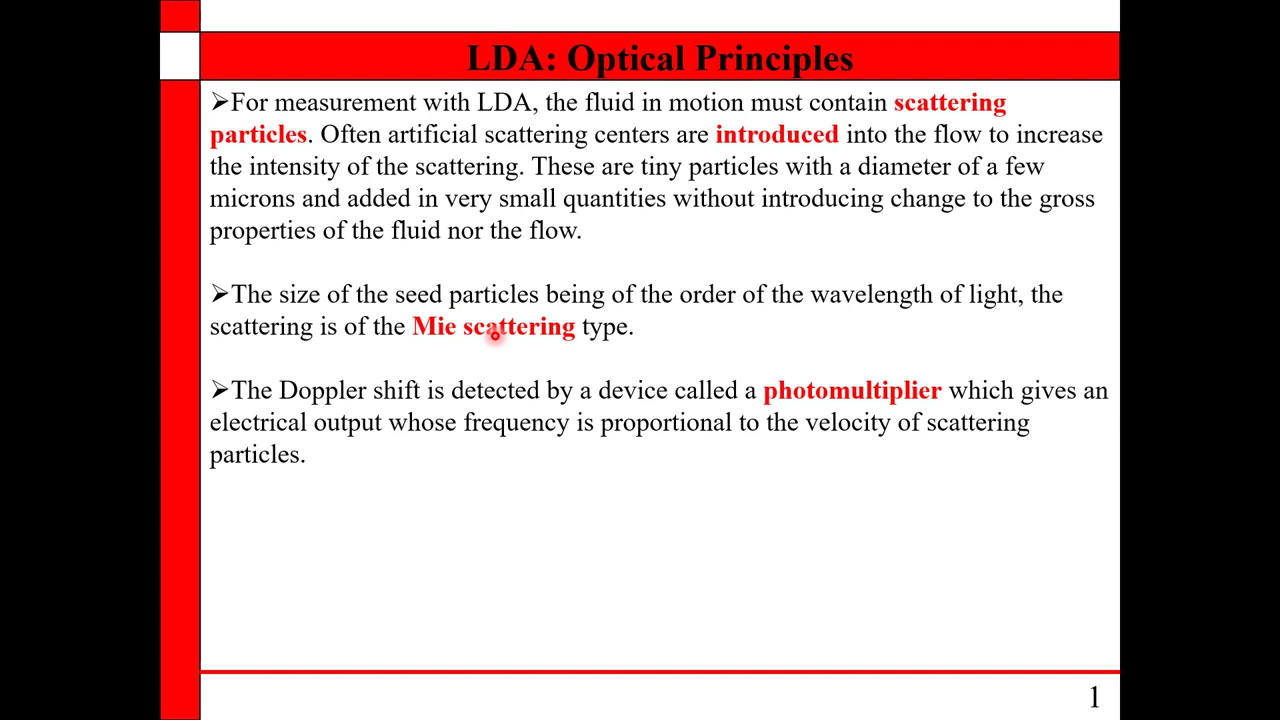 LDA: Optical Principles
➢For measurement with LDA, the fluid in motion must contain scattering
particles. Often artificial scattering centers are introduced into the flow to increase
the intensity of the scattering. These are tiny particles with a diameter of a few
microns and added in very small quantities without introducing change to the gross
properties of the fluid nor the flow.
➢The size of the seed particles being of the order of the wavelength of light, the
scattering is of the Mie scattering type.
➢The Doppler shift is detected by a device called a photomultiplier which gives an
electrical output whose frequency is proportional to the velocity of scattering
particles.
1